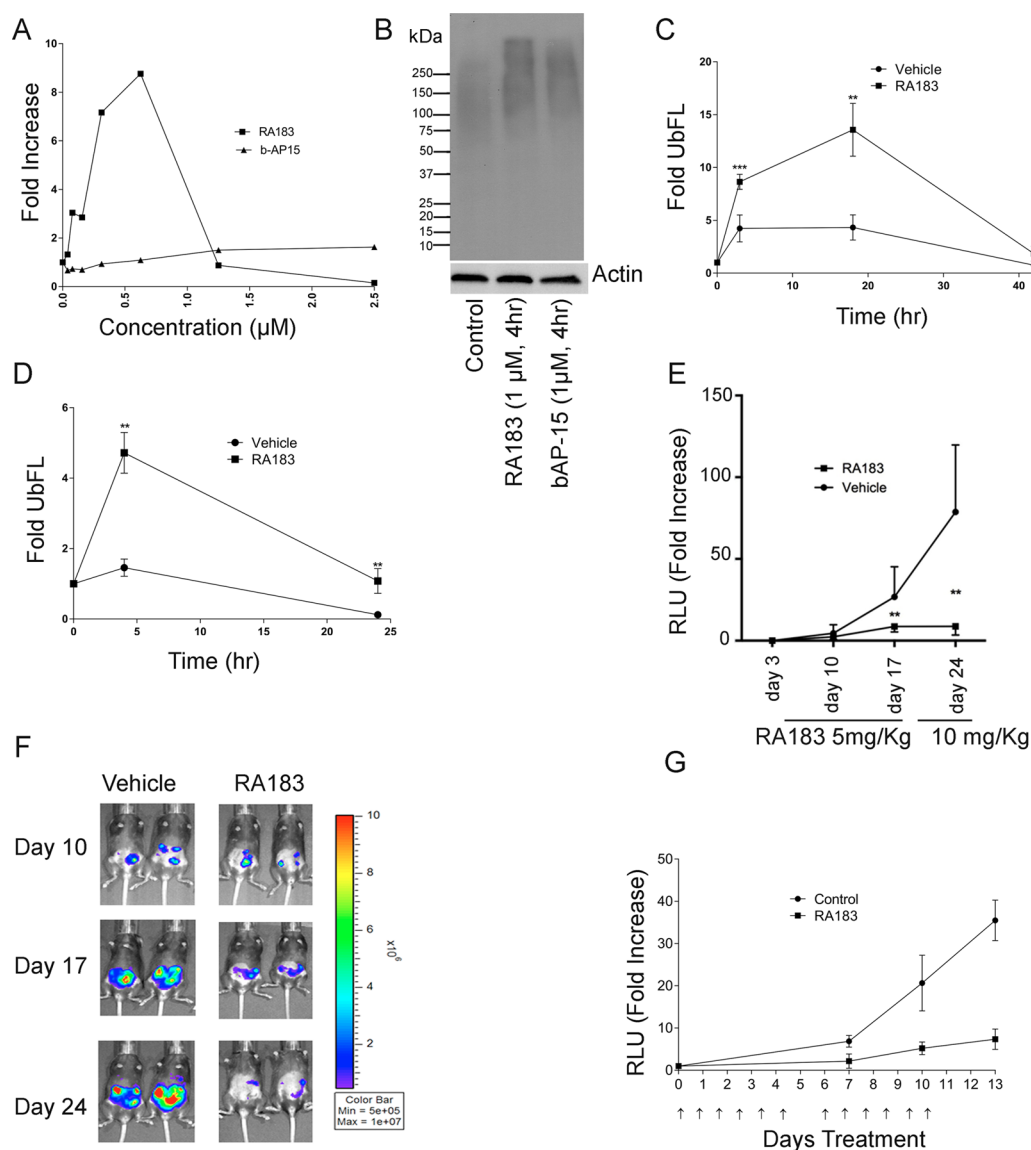 A
Fold Increase
10
8
6
4
2
0
0.0
0.5
1.0
1.5
2.0
2.5
Concentration (µM)
RA183
b-AP15
B
kDa
250
150
100
75
50
37
25
20
15
10
Actin
Control
RA183 (1 µM, 4hr)
bAP-15 (1µM, 4hr)
C
Fold UbFL
20
15
10
5
0
0
20
40
Time (hr)
Vehicle
RA183
***
**
D
Fold UbFL
6
4
2
0
0
5
10
15
20
25
Time (hr)
Vehicle
RA183
**
**
E
RLU (Fold Increase)
150
100
50
0
RA183
Vehicle
**
**
day 3
day 10
day 17
day 24
RA183 5mg/Kg
10 mg/Kg
F
Vehicle
RA183
Day 10
Day 17
Day 24
10
8
6
4
2
x10⁶
Color Bar
Min = 5e+05
Max = 1e+07
G
RLU (Fold Increase)
50
40
30
20
10
0
Control
RA183
0 1 2 3 4 5 6 7 8 9 10 11 12 13
Days Treatment